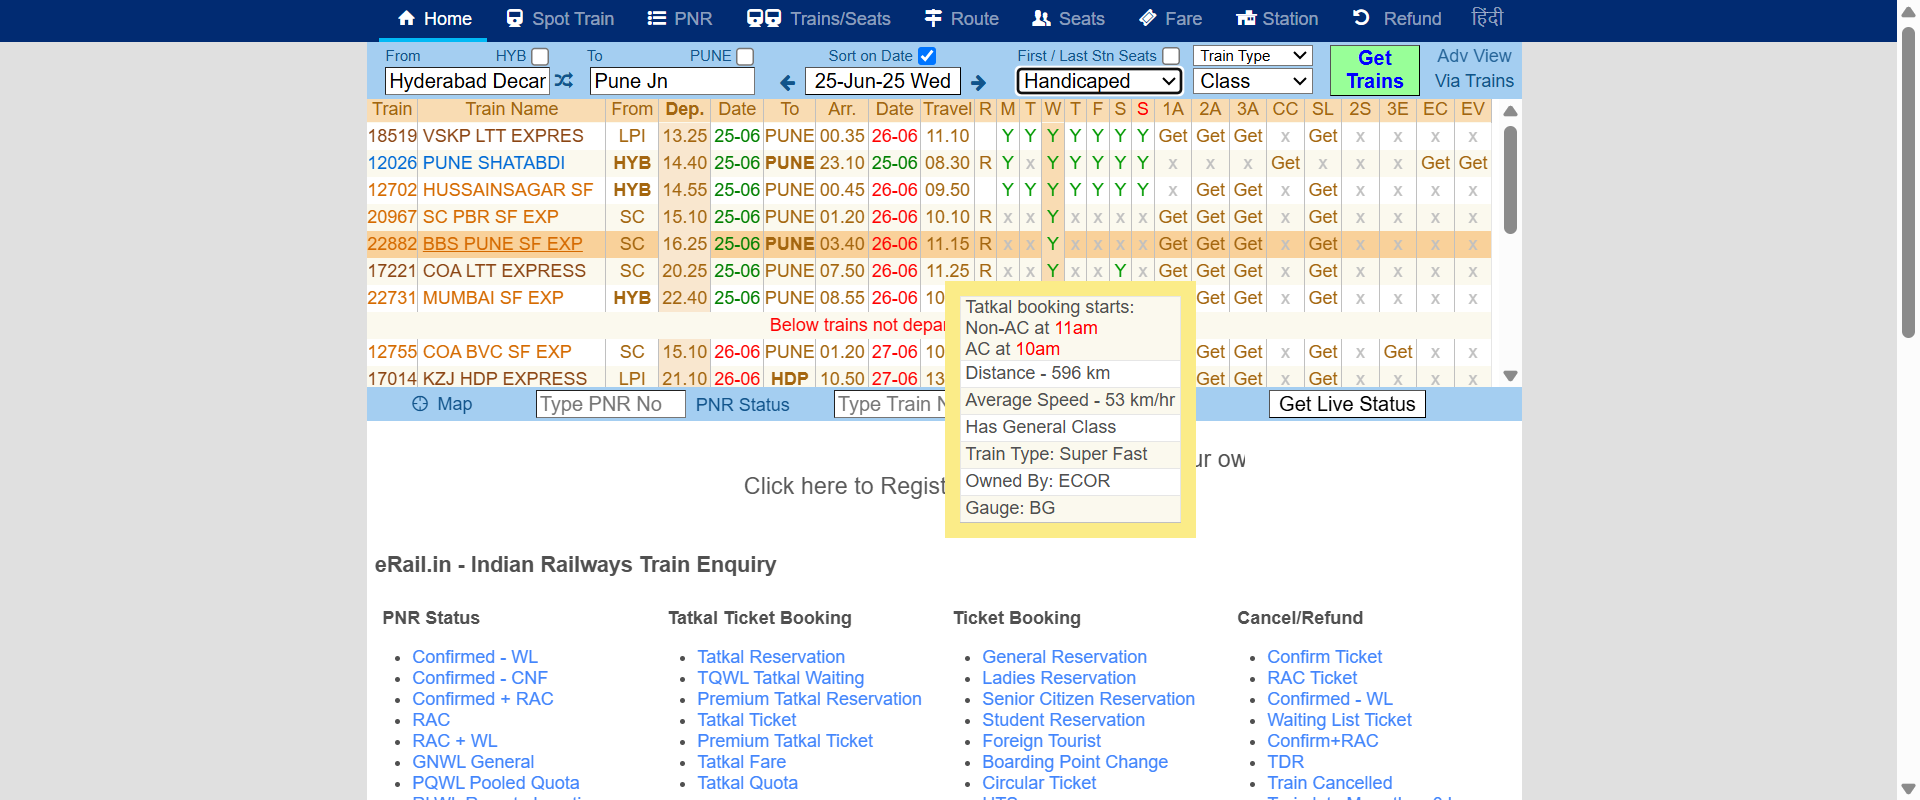 Home Spot Train PNR Trains/Seats Route Seats Fare Station Refund हिंदी
From HYB To PUNE Sort on Date First / Last Stn Seats Train Type Get Trains Adv View
Hyderabad Decar Pune Jn 25-Jun-25 Wed Handicaped Class Via Trains
Train Train Name From Dep. Date To Arr. Date Travel R M T W T F S S 1A 2A 3A CC SL 2S 3E EC EV
18519 VSKP LTT EXPRES LPI 13.25 25-06 PUNE 00.35 26-06 11.10 Y Y Y Y Y Y Y Get Get Get x Get x x x x
12026 PUNE SHATABDI HYB 14.40 25-06 PUNE 23.10 25-06 08.30 R Y x Y Y Y Y Y x x x Get x x x Get Get
12702 HUSSAINSAGAR SF HYB 14.55 25-06 PUNE 00.45 26-06 09.50 Y Y Y Y Y Y Y x Get Get x Get x x x x
20967 SC PBR SF EXP SC 15.10 25-06 PUNE 01.20 26-06 10.10 R x x Y x x x x Get Get Get x Get x x x x
22882 BBS PUNE SF EXP SC 16.25 25-06 PUNE 03.40 26-06 11.15 R x x Y x x x x Get Get Get x Get x x x x
17221 COA LTT EXPRESS SC 20.25 25-06 PUNE 07.50 26-06 11.25 R x x Y x x Y x Get Get Get x Get x x x x
22731 MUMBAI SF EXP HYB 22.40 25-06 PUNE 08.55 26-06 10 Get Get x Get x x x x
Below trains not depar
12755 COA BVC SF EXP SC 15.10 26-06 PUNE 01.20 27-06 10 Get Get x Get x Get x x
17014 KZJ HDP EXPRESS LPI 21.10 26-06 HDP 10.50 27-06 13 Get Get x Get x x x x
Tatkal booking starts:
Non-AC at 11am
AC at 10am
Distance - 596 km
Average Speed - 53 km/hr
Has General Class
Train Type: Super Fast
Owned By: ECOR
Gauge: BG
Map Type PNR No PNR Status Type Train N Get Live Status
ur ow
Click here to Regist
eRail.in - Indian Railways Train Enquiry
PNR Status
Confirmed - WL
Confirmed - CNF
Confirmed + RAC
RAC
RAC + WL
GNWL General
PQWL Pooled Quota
Tatkal Ticket Booking
Tatkal Reservation
TQWL Tatkal Waiting
Premium Tatkal Reservation
Tatkal Ticket
Premium Tatkal Ticket
Tatkal Fare
Tatkal Quota
Ticket Booking
General Reservation
Ladies Reservation
Senior Citizen Reservation
Student Reservation
Foreign Tourist
Boarding Point Change
Circular Ticket
Cancel/Refund
Confirm Ticket
RAC Ticket
Confirmed - WL
Waiting List Ticket
Confirm+RAC
TDR
Train Cancelled